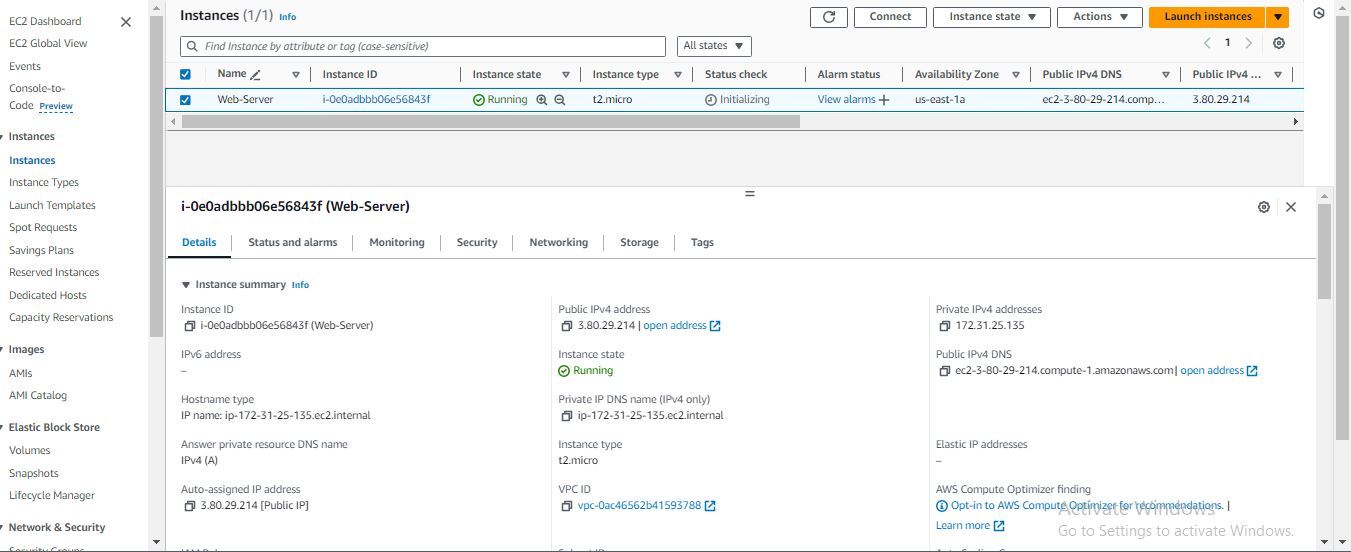 EC2 Dashboard
EC2 Global View
Events
Console-to-
Code Preview
Instances
Instances
Instance Types
Launch Templates
Spot Requests
Savings Plans
Reserved Instances
Dedicated Hosts
Capacity Reservations
Images
AMIs
AMI Catalog
Elastic Block Store
Volumes
Snapshots
Lifecycle Manager
Network & Security
Instances (1/1) Info
Connect Instance state Actions Launch instances
Find Instance by attribute or tag (case-sensitive) All states 1
Name Instance ID Instance state Instance type Status check Alarm status Availability Zone Public IPv4 DNS Public IPv4 ...
Web-Server i-0e0adbbb06e56843f Running t2.micro Initializing View alarms + us-east-1a ec2-3-80-29-214.comp... 3.80.29.214
i-0e0adbbb06e56843f (Web-Server)
Details Status and alarms Monitoring Security Networking Storage Tags
Instance summary Info
Instance ID
i-0e0adbbb06e56843f (Web-Server)
Public IPv4 address
3.80.29.214 | open address
Private IPv4 addresses
172.31.25.135
IPv6 address
–
Instance state
Running
Public IPv4 DNS
ec2-3-80-29-214.compute-1.amazonaws.com | open address
Hostname type
IP name: ip-172-31-25-135.ec2.internal
Private IP DNS name (IPv4 only)
ip-172-31-25-135.ec2.internal
Answer private resource DNS name
IPv4 (A)
Instance type
t2.micro
Elastic IP addresses
–
Auto-assigned IP address
3.80.29.214 [Public IP]
VPC ID
vpc-0ac46562b41593788
AWS Compute Optimizer finding
Opt-in to AWS Compute Optimizer for recommendations. |
Learn more
Activate Windows
Go to Settings to activate Windows.